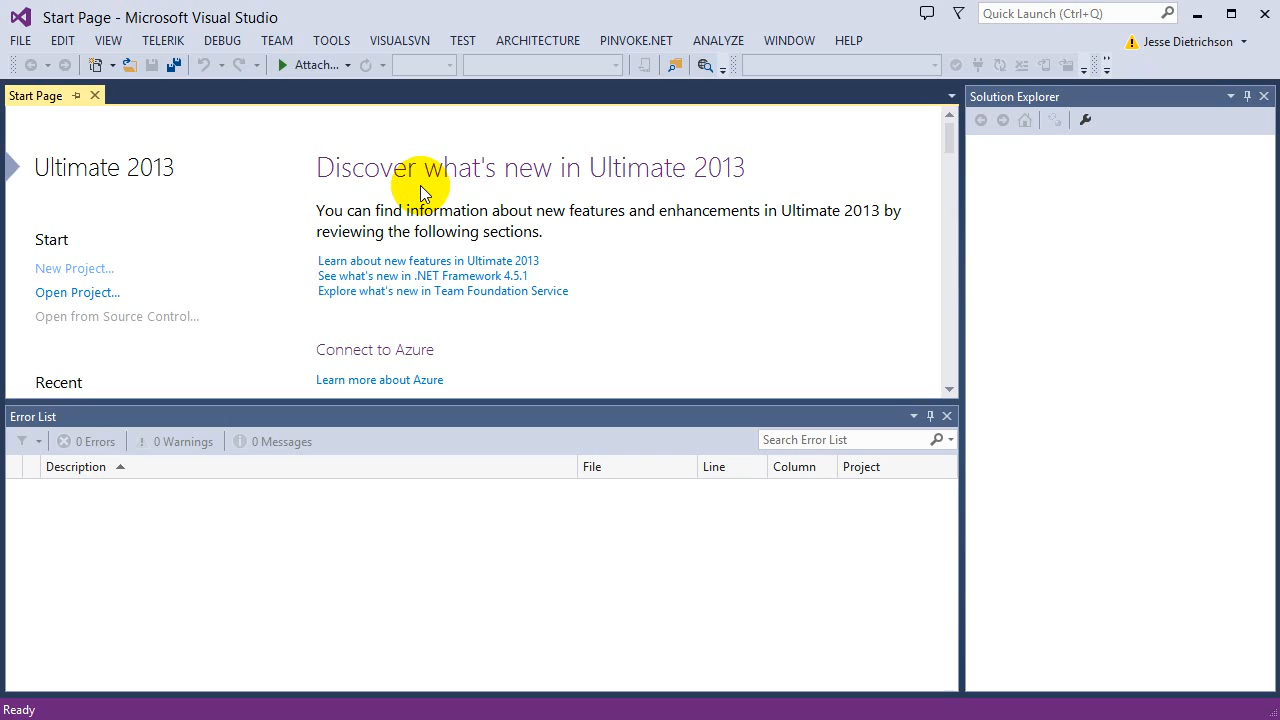 Start Page - Microsoft Visual Studio
Quick Launch (Ctrl+Q)
FILE EDIT VIEW TELERIK DEBUG TEAM TOOLS VISUALSVN TEST ARCHITECTURE PINVOKE.NET ANALYZE WINDOW HELP
Jesse Dietrichson
Attach...
Start Page
Ultimate 2013
Start
New Project...
Open Project...
Open from Source Control...
Recent
Discover what's new in Ultimate 2013
You can find information about new features and enhancements in Ultimate 2013 by
reviewing the following sections.
Learn about new features in Ultimate 2013
See what's new in .NET Framework 4.5.1
Explore what's new in Team Foundation Service
Connect to Azure
Learn more about Azure
Solution Explorer
Error List
0 Errors 0 Warnings 0 Messages
Search Error List
Description File Line Column Project
Ready